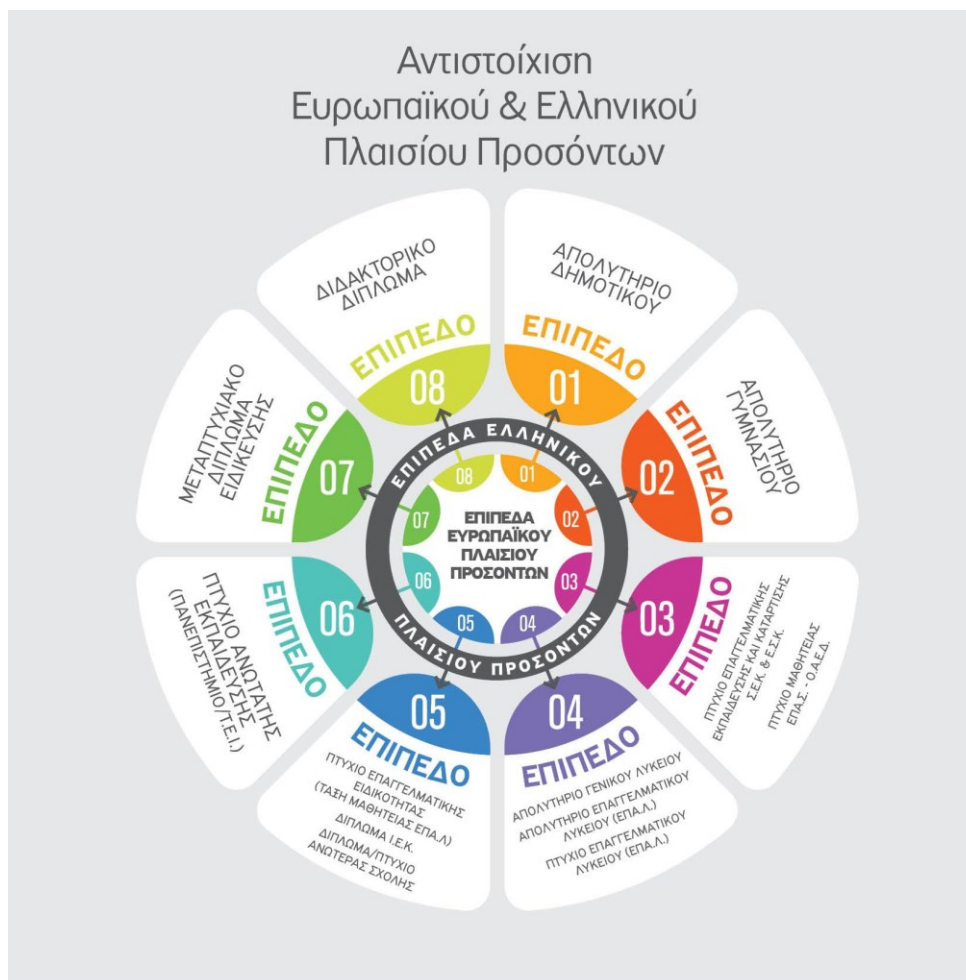 Αντιστοίχιση
Ευρωπαϊκού & Ελληνικού
Πλαισίου Προσόντων
ΑΠΟΛΥΤΗΡΙΟ
ΔΗΜΟΤΙΚΟΥ
ΕΠΙΠΕΔΟ
01
ΑΠΟΛΥΤΗΡΙΟ
ΓΥΜΝΑΣΙΟΥ
ΕΠΙΠΕΔΟ
02
ΕΠΙΠΕΔΟ
03
ΠΤΥΧΙΟ ΕΠΑΓΓΕΛΜΑΤΙΚΗΣ
ΕΚΠΑΙΔΕΥΣΗΣ ΚΑΙ ΚΑΤΑΡΤΙΣΗΣ
Σ.Ε.Κ. & Ε.Σ.Κ.
ΠΤΥΧΙΟ ΜΑΘΗΤΕΙΑΣ
ΕΠΑ.Σ. - Ο.Α.Ε.Δ.
04
ΕΠΙΠΕΔΟ
ΑΠΟΛΥΤΗΡΙΟ ΓΕΝΙΚΟΥ ΛΥΚΕΙΟΥ
ΑΠΟΛΥΤΗΡΙΟ ΕΠΑΓΓΕΛΜΑΤΙΚΟΥ
ΛΥΚΕΙΟΥ (ΕΠΑ.Λ.)
ΠΤΥΧΙΟ ΕΠΑΓΓΕΛΜΑΤΙΚΟΥ
ΛΥΚΕΙΟΥ (ΕΠΑ.Λ.)
05
ΕΠΙΠΕΔΟ
ΠΤΥΧΙΟ ΕΠΑΓΓΕΛΜΑΤΙΚΗΣ
ΕΙΔΙΚΟΤΗΤΑΣ
(ΤΑΞΗ ΜΑΘΗΤΕΙΑΣ ΕΠΑ.Λ)
ΔΙΠΛΩΜΑ Ι.Ε.Κ.
ΔΙΠΛΩΜΑ/ΠΤΥΧΙΟ
ΑΝΩΤΕΡΑΣ ΣΧΟΛΗΣ
06
ΕΠΙΠΕΔΟ
ΠΤΥΧΙΟ ΑΝΩΤΑΤΗΣ
ΕΚΠΑΙΔΕΥΣΗΣ
(ΠΑΝΕΠΙΣΤΗΜΙΟ/Τ.Ε.Ι.)
ΜΕΤΑΠΤΥΧΙΑΚΟ
ΔΙΠΛΩΜΑ
ΕΙΔΙΚΕΥΣΗΣ
ΕΠΙΠΕΔΟ
07
ΔΙΔΑΚΤΟΡΙΚΟ
ΔΙΠΛΩΜΑ
ΕΠΙΠΕΔΟ
08
ΕΠΙΠΕΔΑ ΕΛΛΗΝΙΚΟΥ
ΠΛΑΙΣΙΟΥ ΠΡΟΣΟΝΤΩΝ
01
02
03
04
05
06
07
08
ΕΠΙΠΕΔΑ
ΕΥΡΩΠΑΪΚΟΥ
ΠΛΑΙΣΙΟΥ
ΠΡΟΣΟΝΤΩΝ